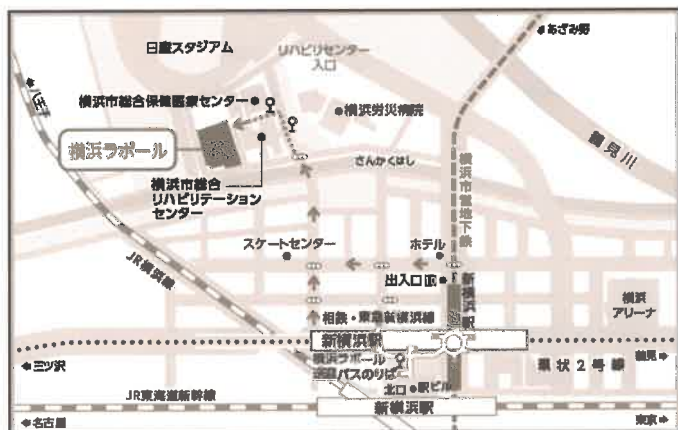 日産スタジアム
リハビリセンター
入口
←あざみ野
←八王子
横浜市総合保健医療センター
横浜労災病院
鶴見川
横浜ラポール
さんかくはし
横浜市総合
リハビリテーション
センター
横浜市営地下鉄
スケートセンター
ホテル
JR横浜線
出入口
新横浜駅
横浜
アリーナ
相鉄・東急新横浜線
新横浜駅
横浜ラポール
バスのりば
←三ツ沢
環状2号線
鶴見→
北口
駅ビル
JR東海道新幹線
新横浜駅
←名古屋
東京→